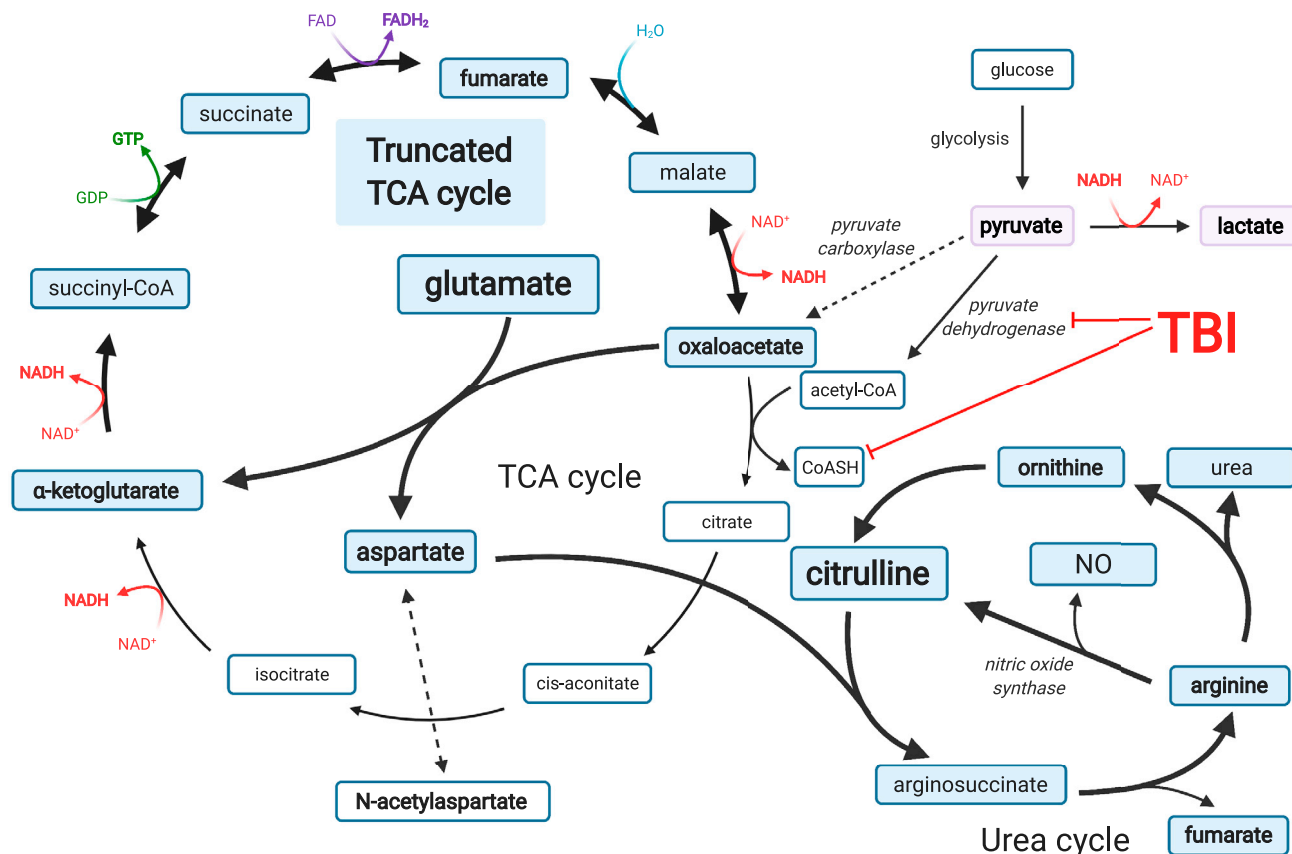 FAD
FADH₂
H₂O
fumarate
glucose
succinate
GTP
GDP
Truncated
TCA cycle
malate
glycolysis
NADH
NAD⁺
pyruvate
lactate
pyruvate
carboxylase
NAD⁺
NADH
succinyl-CoA
glutamate
pyruvate
dehydrogenase
TBI
oxaloacetate
acetyl-CoA
NADH
NAD⁺
CoASH
ornithine
urea
α-ketoglutarate
TCA cycle
citrate
aspartate
citrulline
NO
NADH
NAD⁺
isocitrate
cis-aconitate
nitric oxide
synthase
arginine
N-acetylaspartate
arginosuccinate
Urea cycle
fumarate